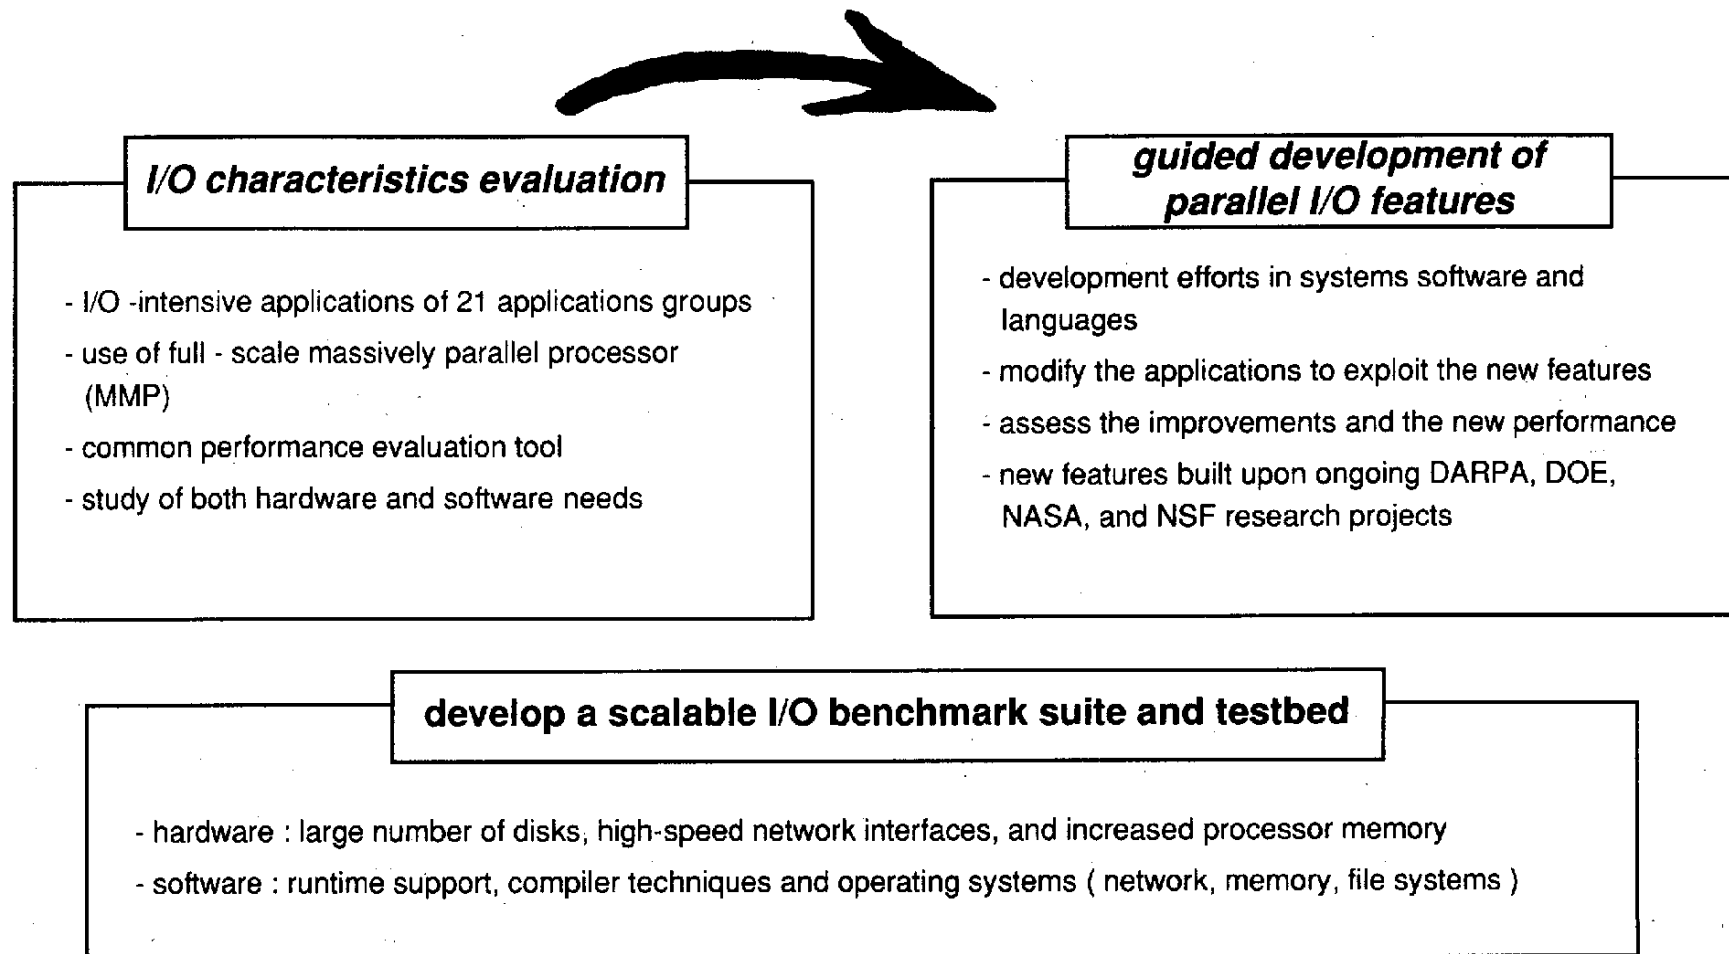 I/O characteristics evaluation
- I/O -intensive applications of 21 applications groups
- use of full - scale massively parallel processor
(MMP)
- common performance evaluation tool
- study of both hardware and software needs
guided development of
parallel I/O features
- development efforts in systems software and
languages
- modify the applications to exploit the new features
- assess the improvements and the new performance
- new features built upon ongoing DARPA, DOE,
NASA, and NSF research projects
develop a scalable I/O benchmark suite and testbed
- hardware : large number of disks, high-speed network interfaces, and increased processor memory
- software : runtime support, compiler techniques and operating systems ( network, memory, file systems )